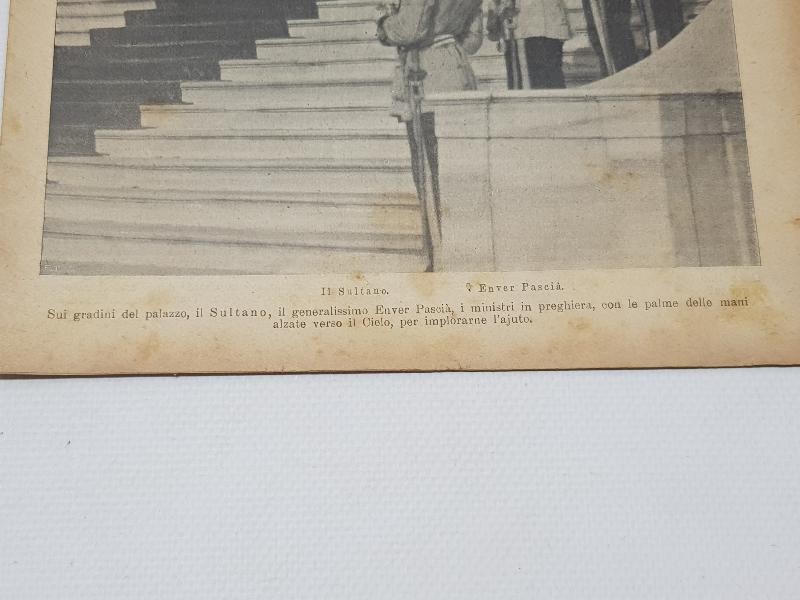 Il Sultano. Enver Pascià.
Sui gradini del palazzo, il Sultano, il generalissimo Enver Pascià, i ministri in preghiera, con le palme delle mani
alzate verso il Cielo, per implorarne l'ajuto.